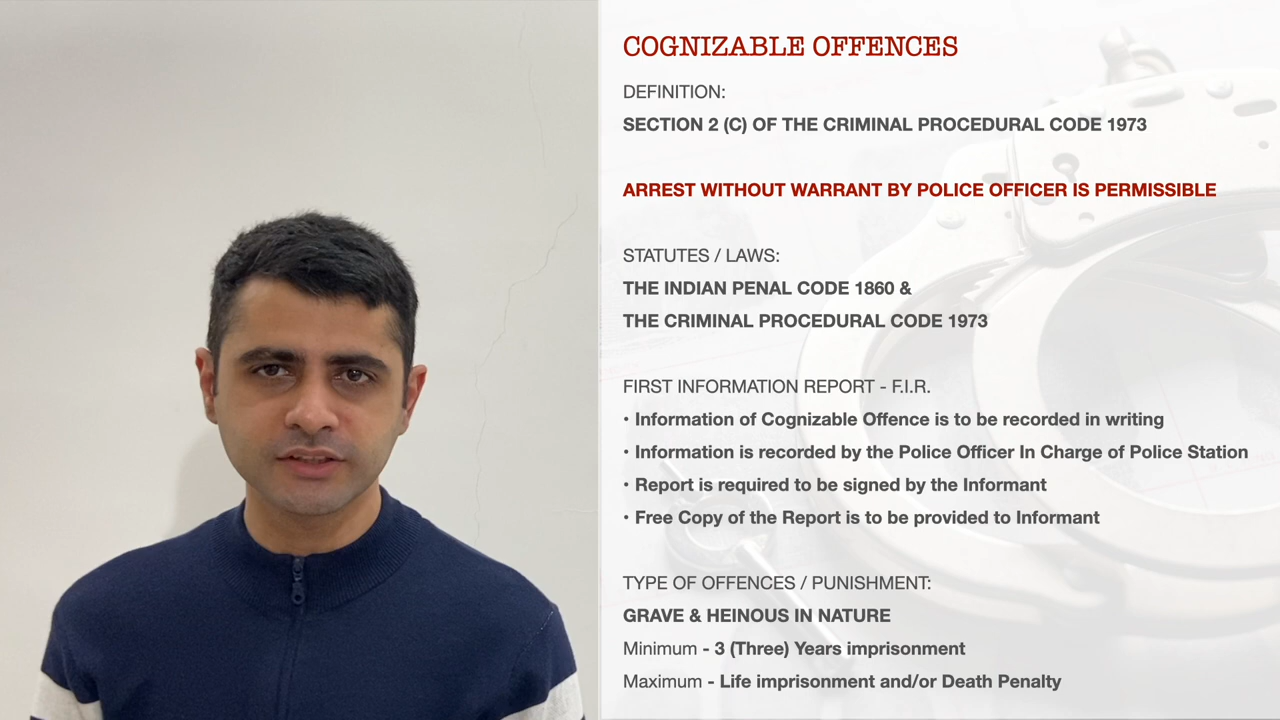 COGNIZABLE OFFENCES
DEFINITION:
SECTION 2 (C) OF THE CRIMINAL PROCEDURAL CODE 1973
ARREST WITHOUT WARRANT BY POLICE OFFICER IS PERMISSIBLE
STATUTES / LAWS:
THE INDIAN PENAL CODE 1860 &
THE CRIMINAL PROCEDURAL CODE 1973
FIRST INFORMATION REPORT - F.I.R.
• Information of Cognizable Offence is to be recorded in writing
• Information is recorded by the Police Officer In Charge of Police Station
• Report is required to be signed by the Informant
• Free Copy of the Report is to be provided to Informant
TYPE OF OFFENCES / PUNISHMENT:
GRAVE & HEINOUS IN NATURE
Minimum - 3 (Three) Years imprisonment
Maximum - Life imprisonment and/or Death Penalty